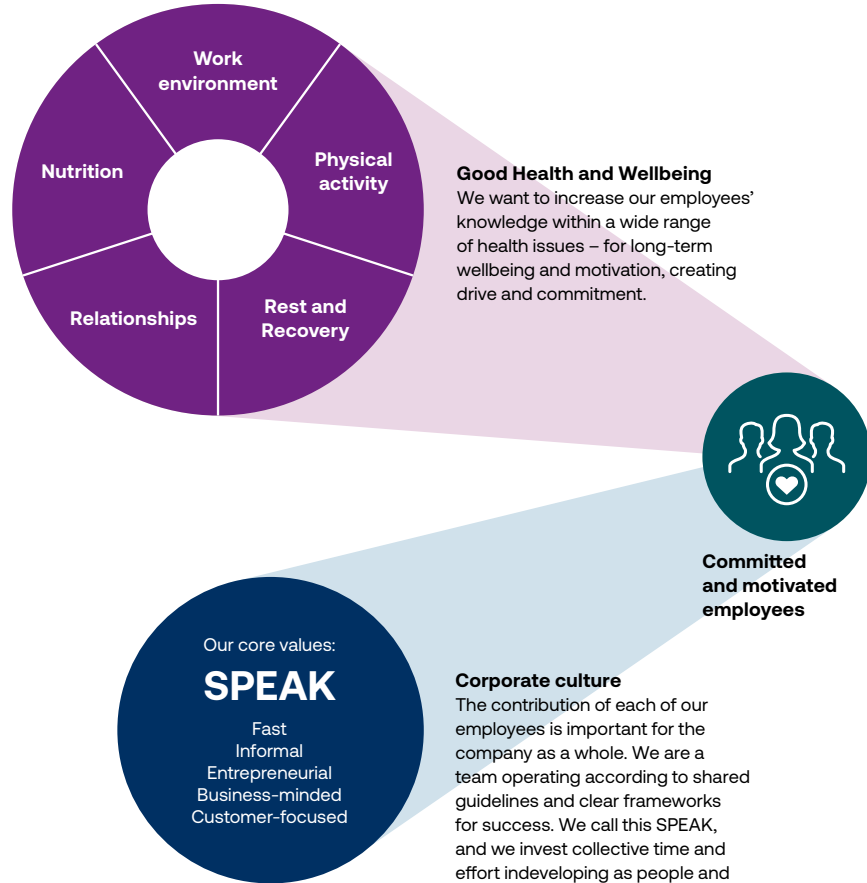 Work
environment
Physical
activity
Rest and
Recovery
Relationships
Nutrition
Good Health and Wellbeing
We want to increase our employees’
knowledge within a wide range
of health issues – for long-term
wellbeing and motivation, creating
drive and commitment.
Committed
and motivated
employees
Our core values:
SPEAK
Fast
Informal
Entrepreneurial
Business-minded
Customer-focused
Corporate culture
The contribution of each of our
employees is important for the
company as a whole. We are a
team operating according to shared
guidelines and clear frameworks
for success. We call this SPEAK,
and we invest collective time and
effort indeveloping as people and